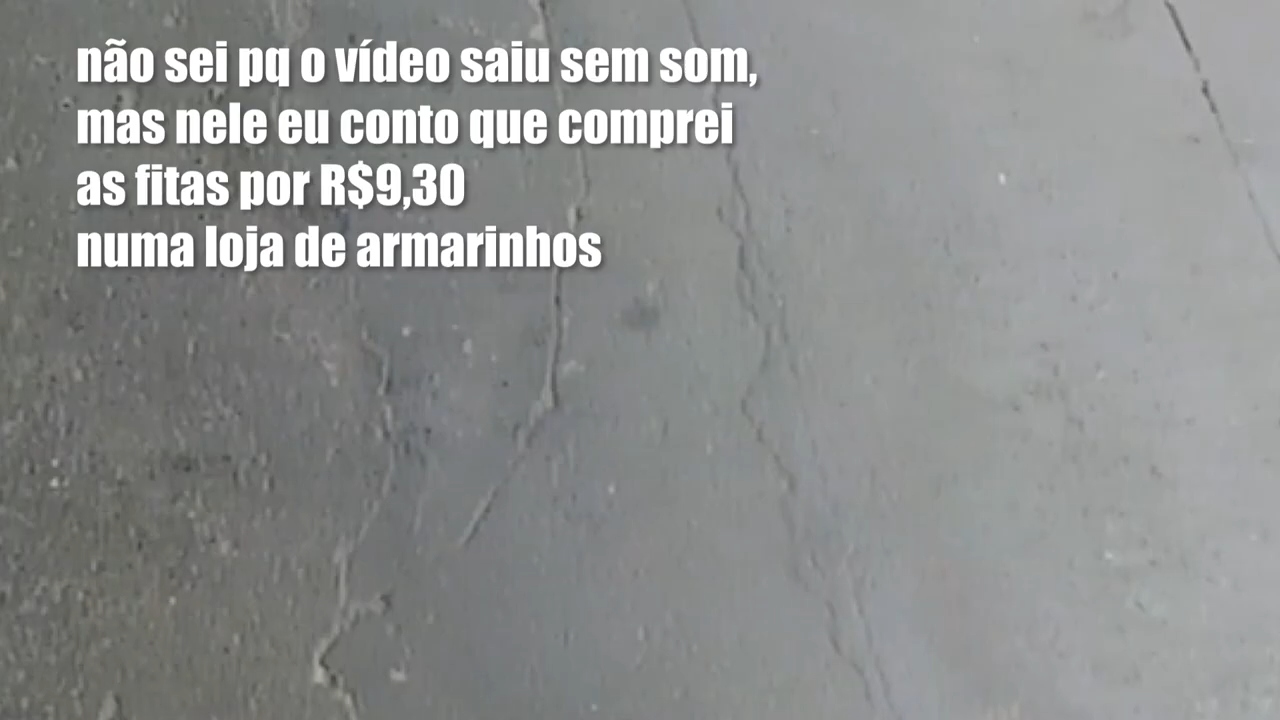 não sei pq o vídeo saiu sem som,
mas nele eu conto que comprei
as fitas por R$9,30
numa loja de armarinhos